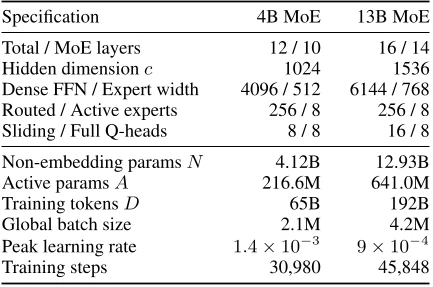 Specification 4B MoE 13B MoE
Total / MoE layers 12 / 10 16 / 14
Hidden dimension c 1024 1536
Dense FFN / Expert width 4096 / 512 6144 / 768
Routed / Active experts 256 / 8 256 / 8
Sliding / Full Q-heads 8 / 8 16 / 8
Non-embedding params N 4.12B 12.93B
Active params A 216.6M 641.0M
Training tokens D 65B 192B
Global batch size 2.1M 4.2M
Peak learning rate 1.4 × 10⁻³ 9 × 10⁻⁴
Training steps 30,980 45,848